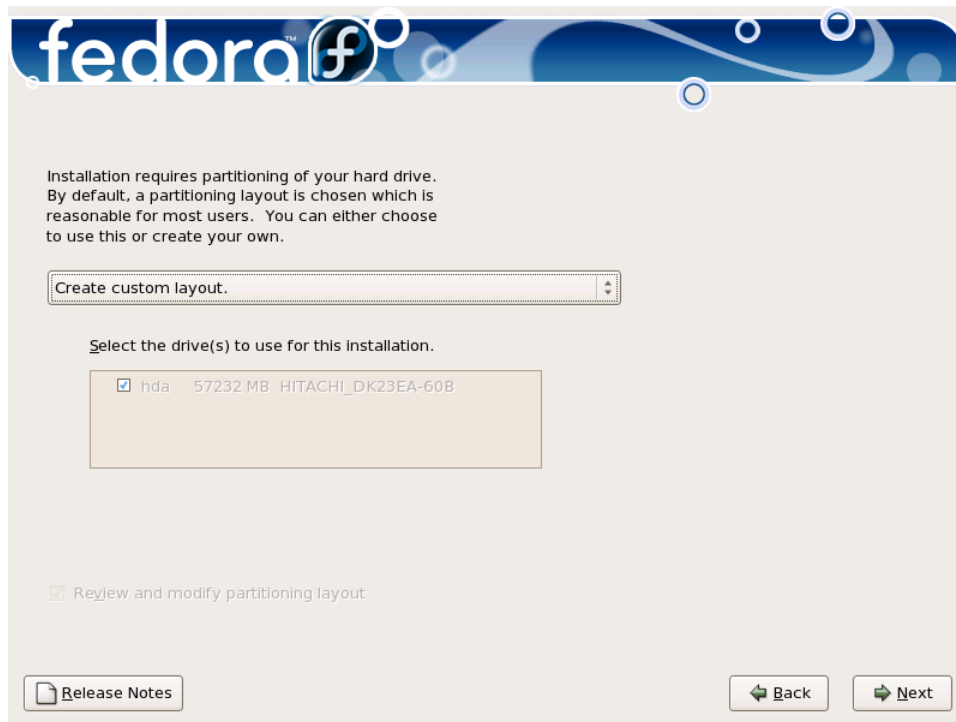 fedora™
Installation requires partitioning of your hard drive.
By default, a partitioning layout is chosen which is
reasonable for most users.  You can either choose
to use this or create your own.
Create custom layout.
Select the drive(s) to use for this installation.
hda 57232 MB HITACHI_DK23EA-60B
Review and modify partitioning layout
Release Notes
Back
Next